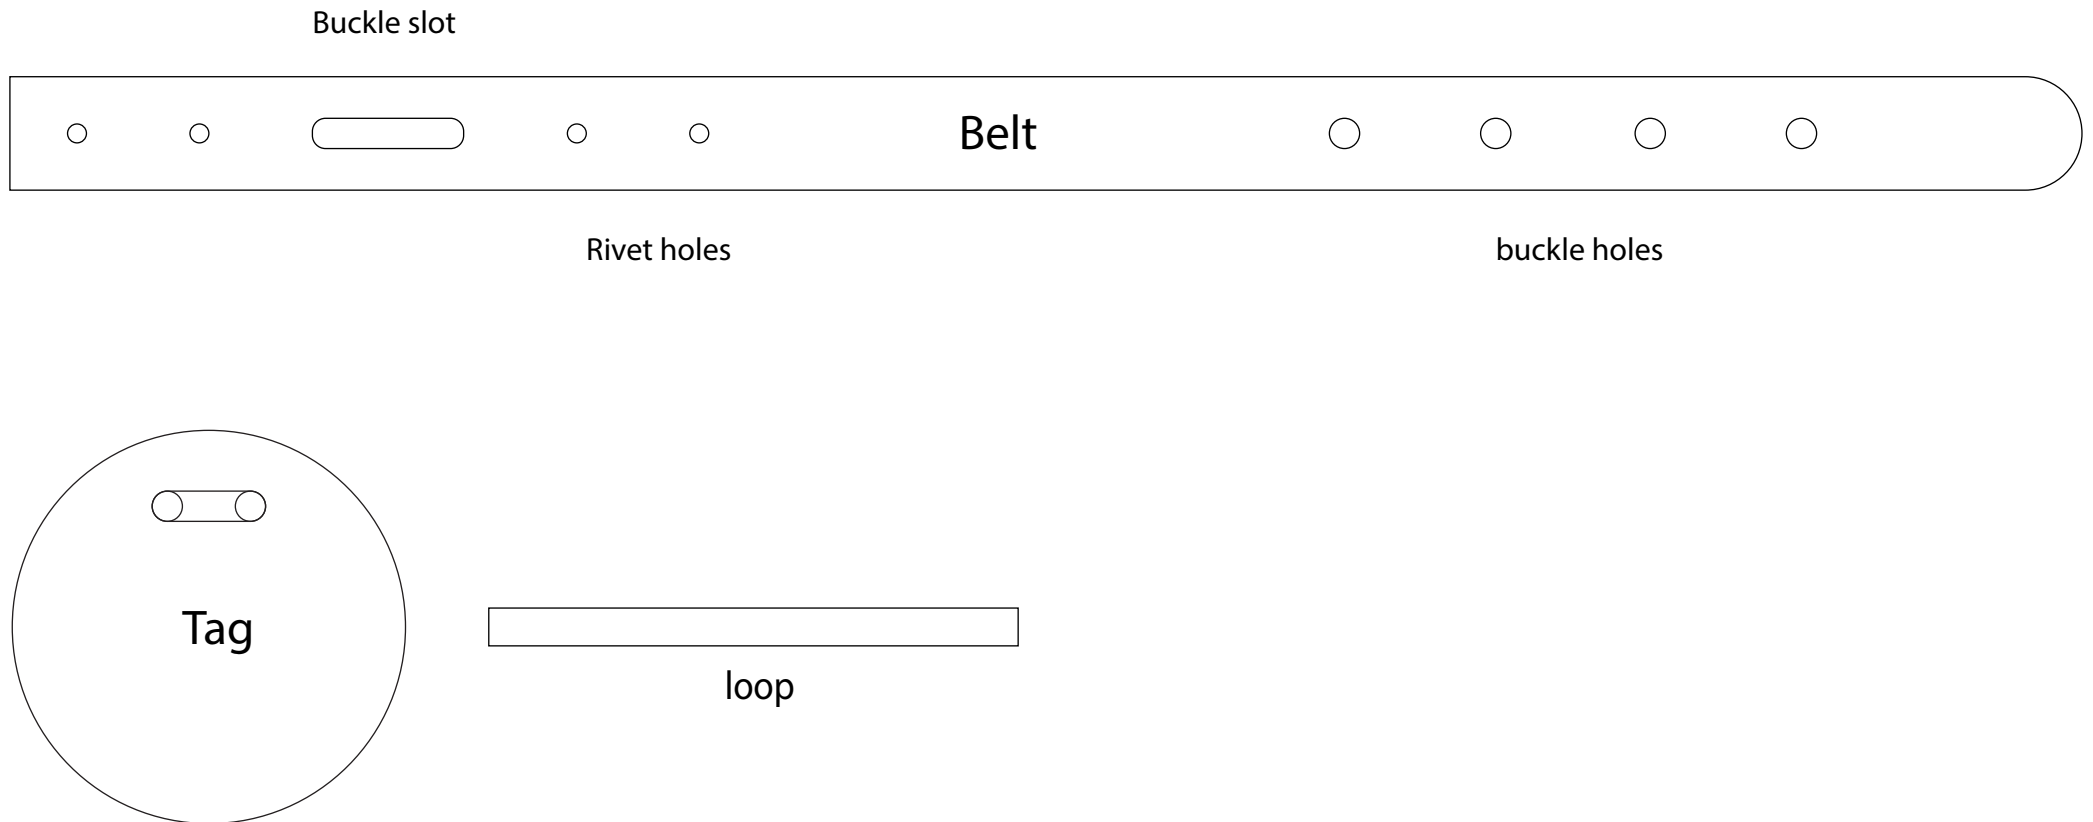 Buckle slot
Belt
Rivet holes
buckle holes
Tag
loop